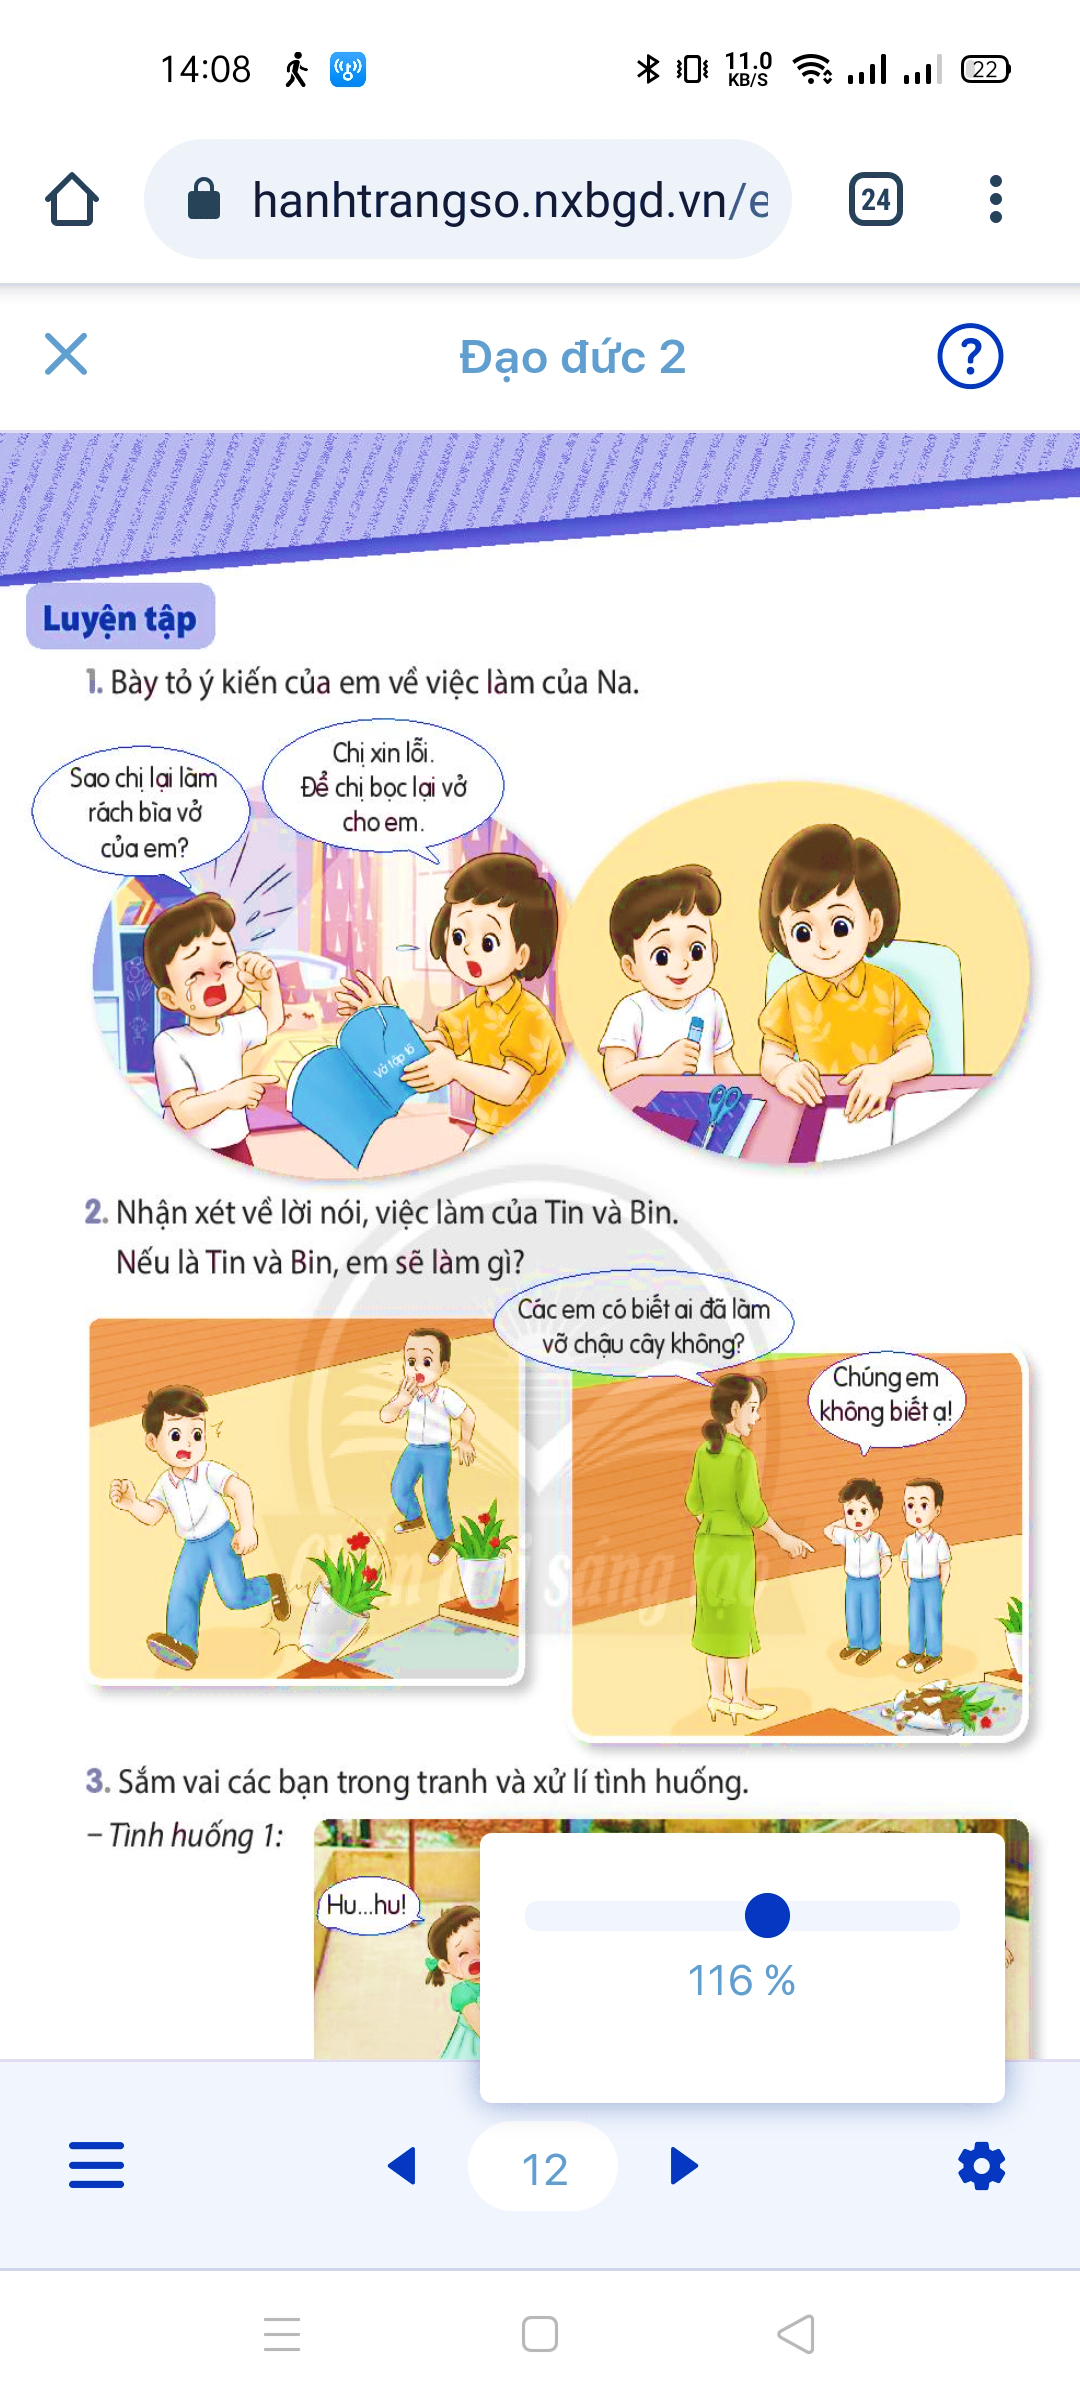 14:08
11.0
KB/S
22
hanhtrangso.nxbgd.vn/e
24
Đạo đức 2
?
Luyện tập
1. Bày tỏ ý kiến của em về việc làm của Na.
Sao chị lại làm
rách bìa vở
của em?
Chị xin lỗi.
Để chị bọc lại vở
cho em.
Vở tập tô
2. Nhận xét về lời nói, việc làm của Tin và Bin.
Nếu là Tin và Bin, em sẽ làm gì?
Các em có biết ai đã làm
vỡ chậu cây không?
Chúng em
không biết ạ!
Chân trời sáng tạo
3. Sắm vai các bạn trong tranh và xử lí tình huống.
– Tình huống 1:
Hu...hu!
116 %
12